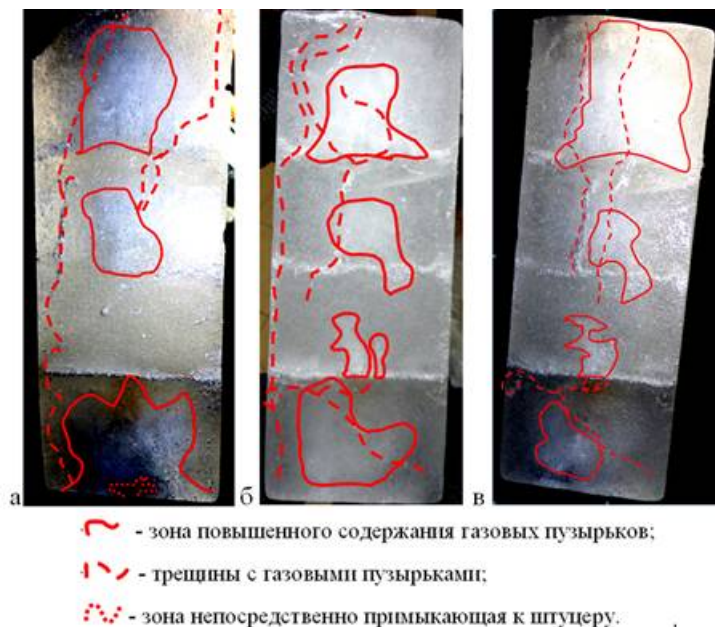 а б в
- зона повышенного содержания газовых пузырьков;
- трещины с газовыми пузырьками;
- зона непосредственно примыкающая к штуцеру.